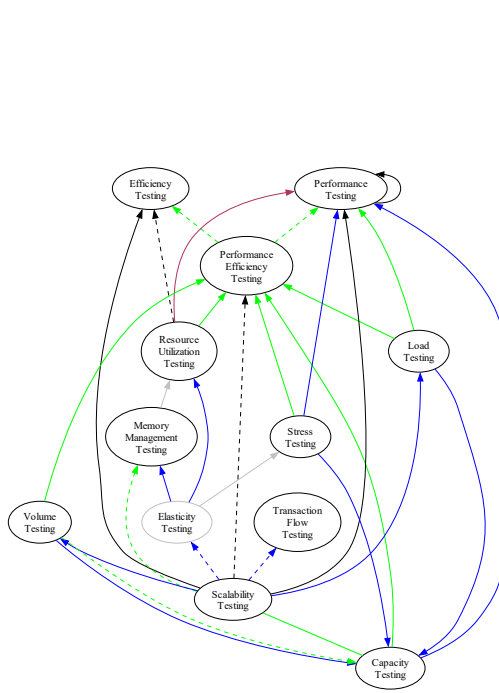 Efficiency
Testing
Performance
Testing
Performance
Efficiency
Testing
Resource
Utilization
Testing
Load
Testing
Memory
Management
Testing
Stress
Testing
Volume
Testing
Elasticity
Testing
Transaction
Flow
Testing
Scalability
Testing
Capacity
Testing